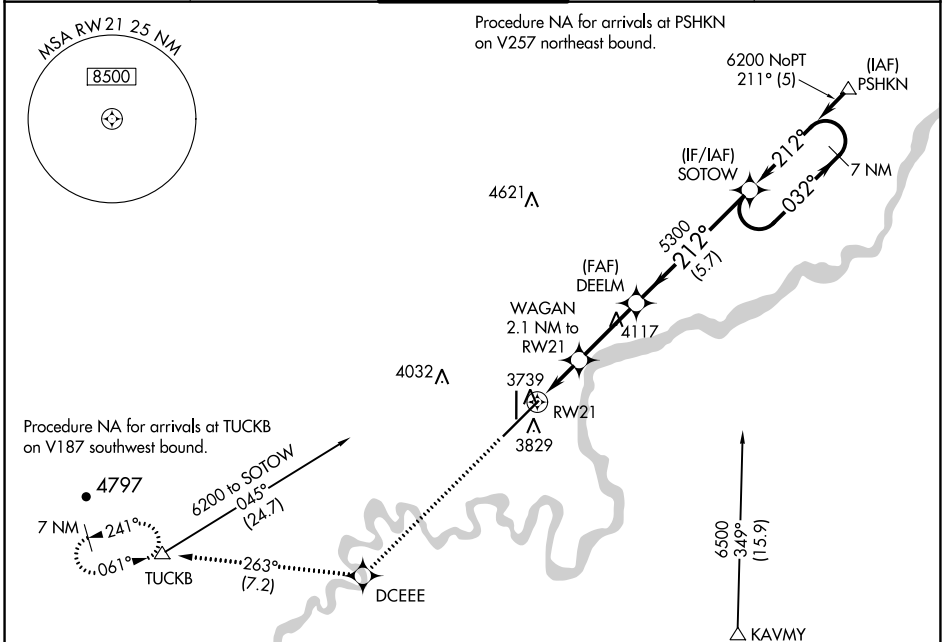 MSA RW 21 25 NM
8500
Procedure NA for arrivals at PSHKN
on V257 northeast bound.
6200 NoPT
211° (5)
(IAF)
PSHKN
(IF/IAF)
SOTOW
212°
7 NM
032°
4621
5300
212°
(5.7)
(FAF)
DEELM
WAGAN
2.1 NM to
RW21
4117
4032
3739
RW21
3829
Procedure NA for arrivals at TUCKB
on V187 southwest bound.
4797
6200 to SOTOW
045°
(24.7)
7 NM
241°
061°
TUCKB
263°
(7.2)
DCEEE
6500
349°
(15.9)
KAVMY